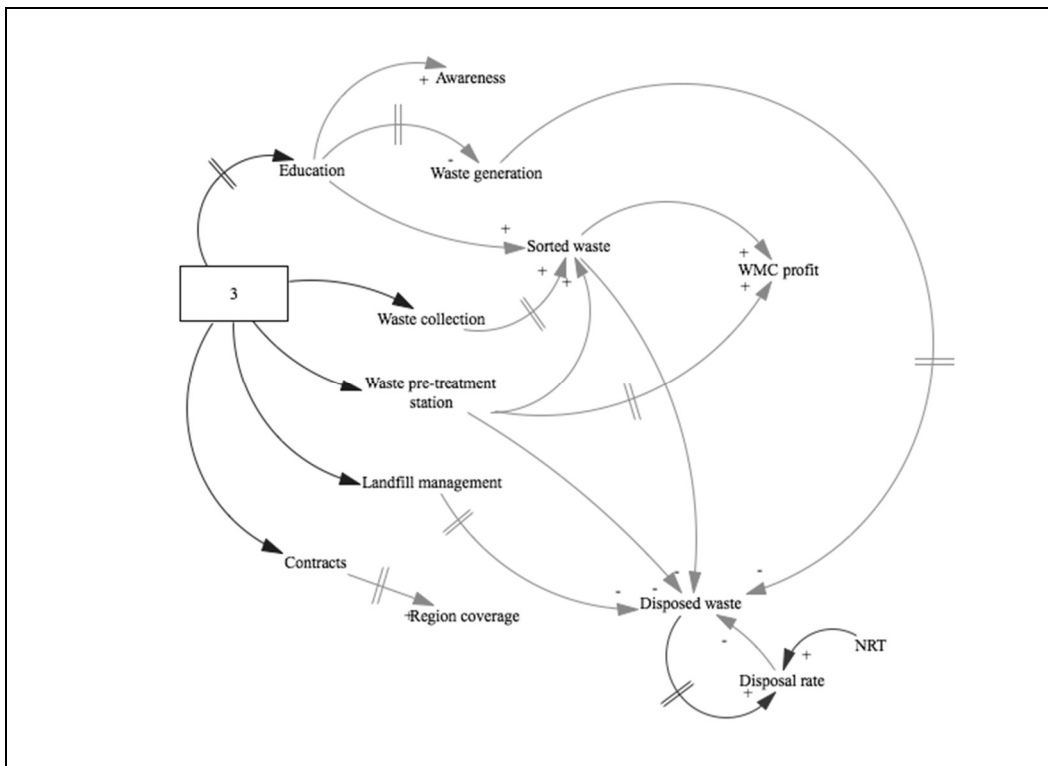 + Awareness
Education
- Waste generation
+
Sorted waste
+
+
+
WMC profit
+
3
Waste collection
Waste pre-treatment
station
Landfill management
Contracts
+Region coverage
-
-
-
-
Disposed waste
-
NRT
+
Disposal rate
+